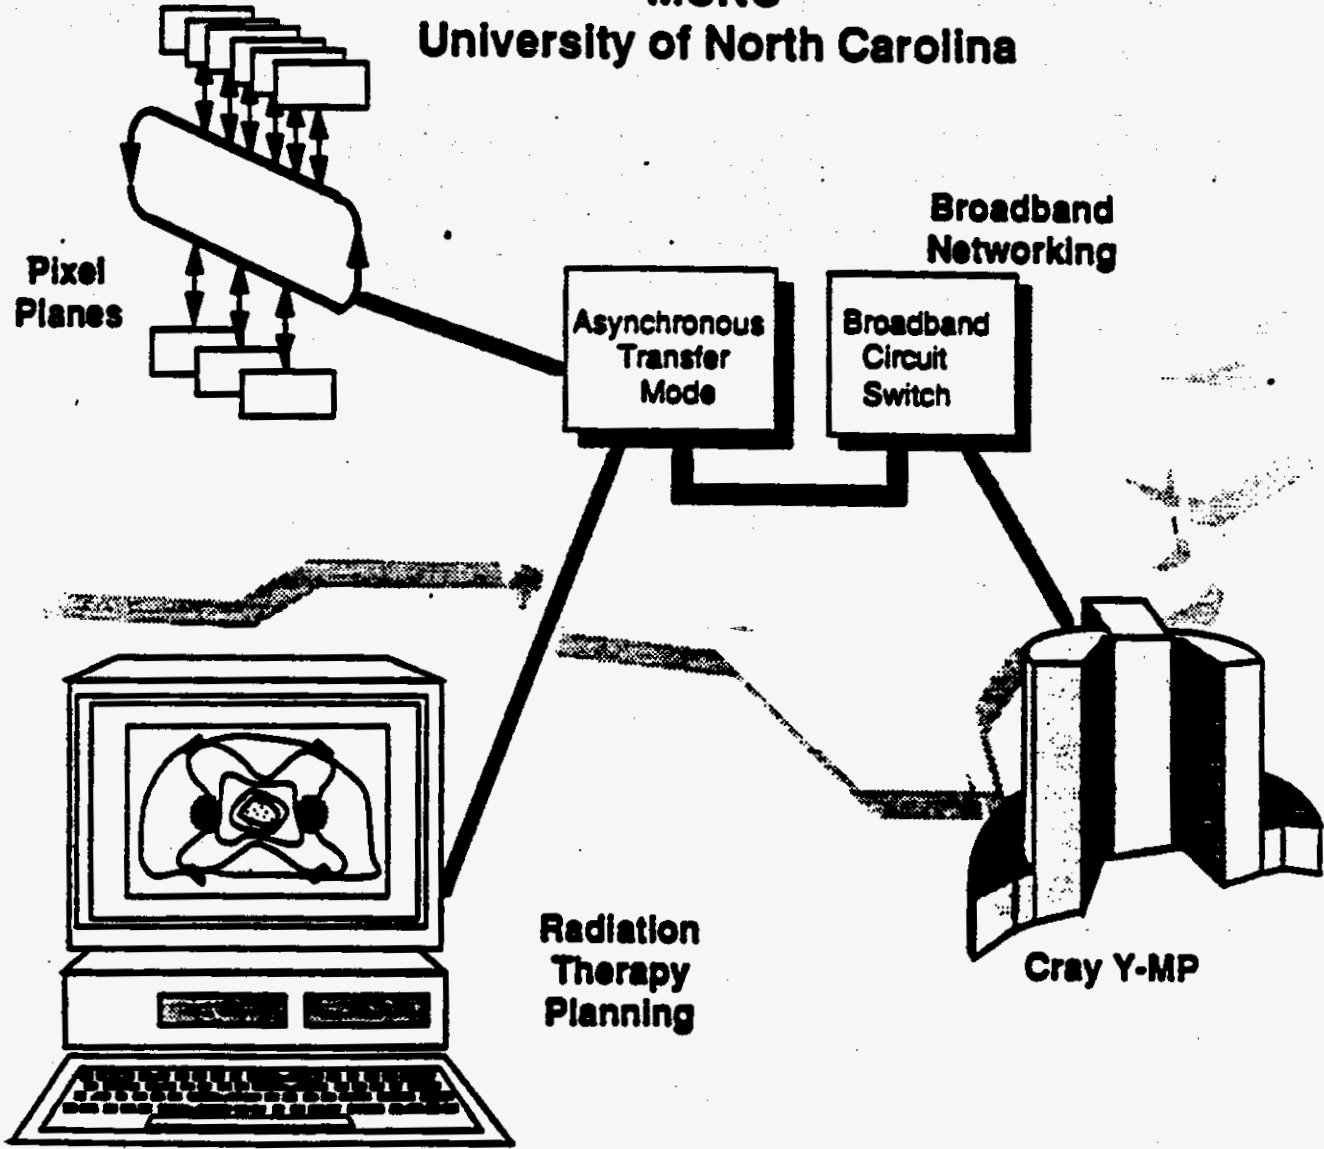 University of North Carolina
Broadband
Networking
Pixel
Planes
Asynchronous
Transfer
Mode
Broadband
Circuit
Switch
Radiation
Therapy
Planning
Cray Y-MP